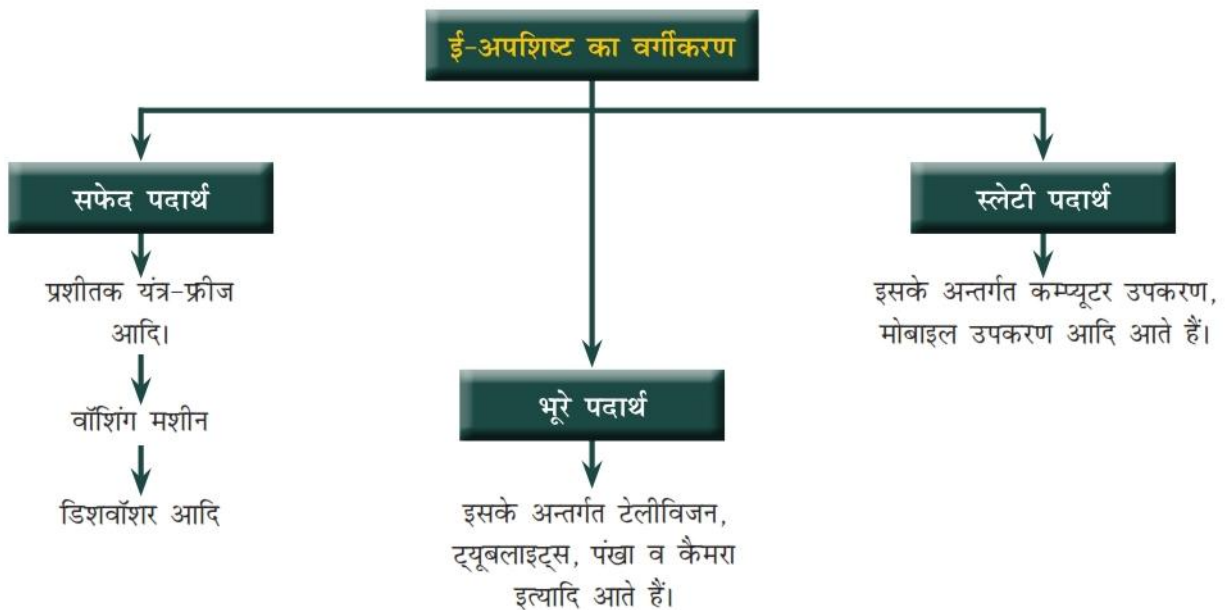 ई-अपशिष्ट का वर्गीकरण
सफेद पदार्थ
प्रशीतक यंत्र-फ्रीज
आदि।
वॉशिंग मशीन
डिशवॉशर आदि
भूरे पदार्थ
इसके अन्तर्गत टेलीविजन,
ट्यूबलाइट्स, पंखा व कैमरा
इत्यादि आते हैं।
स्लेटी पदार्थ
इसके अन्तर्गत कम्प्यूटर उपकरण,
मोबाइल उपकरण आदि आते हैं।